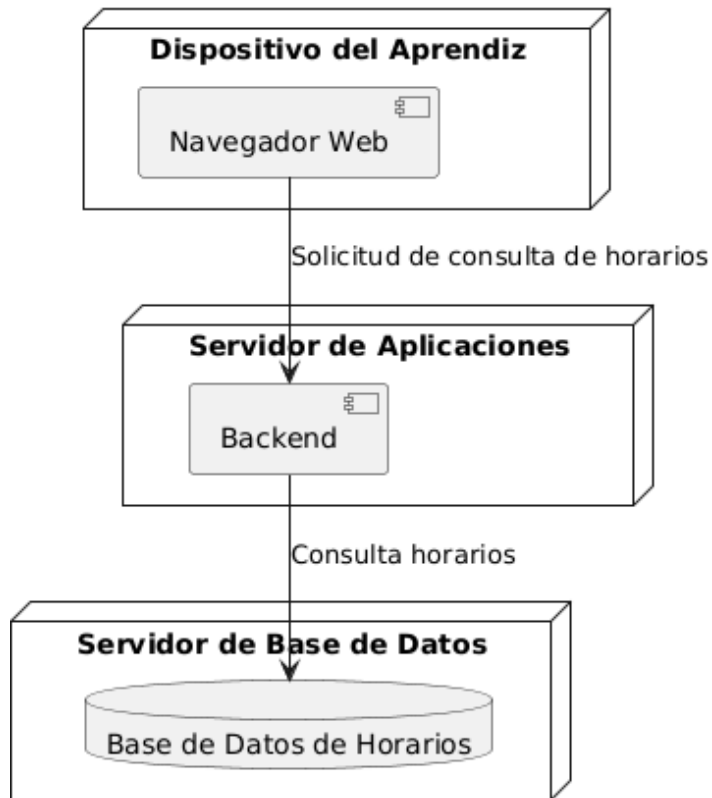 Dispositivo del Aprendiz
Navegador Web
Solicitud de consulta de horarios
Servidor de Aplicaciones
Backend
Consulta horarios
Servidor de Base de Datos
Base de Datos de Horarios